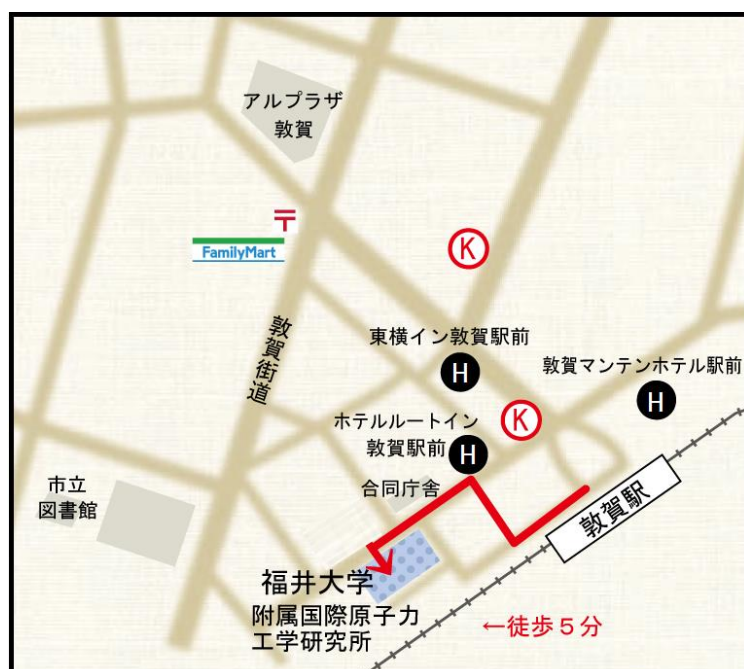 アルプラザ
敦賀
〒
FamilyMart
K
敦賀街道
東横イン敦賀駅前
H
敦賀マンテンホテル駅前
H
K
ホテルルートイン
敦賀駅前
H
合同庁舎
市立
図書館
敦賀駅
福井大学
附属国際原子力
工学研究所
←徒歩５分